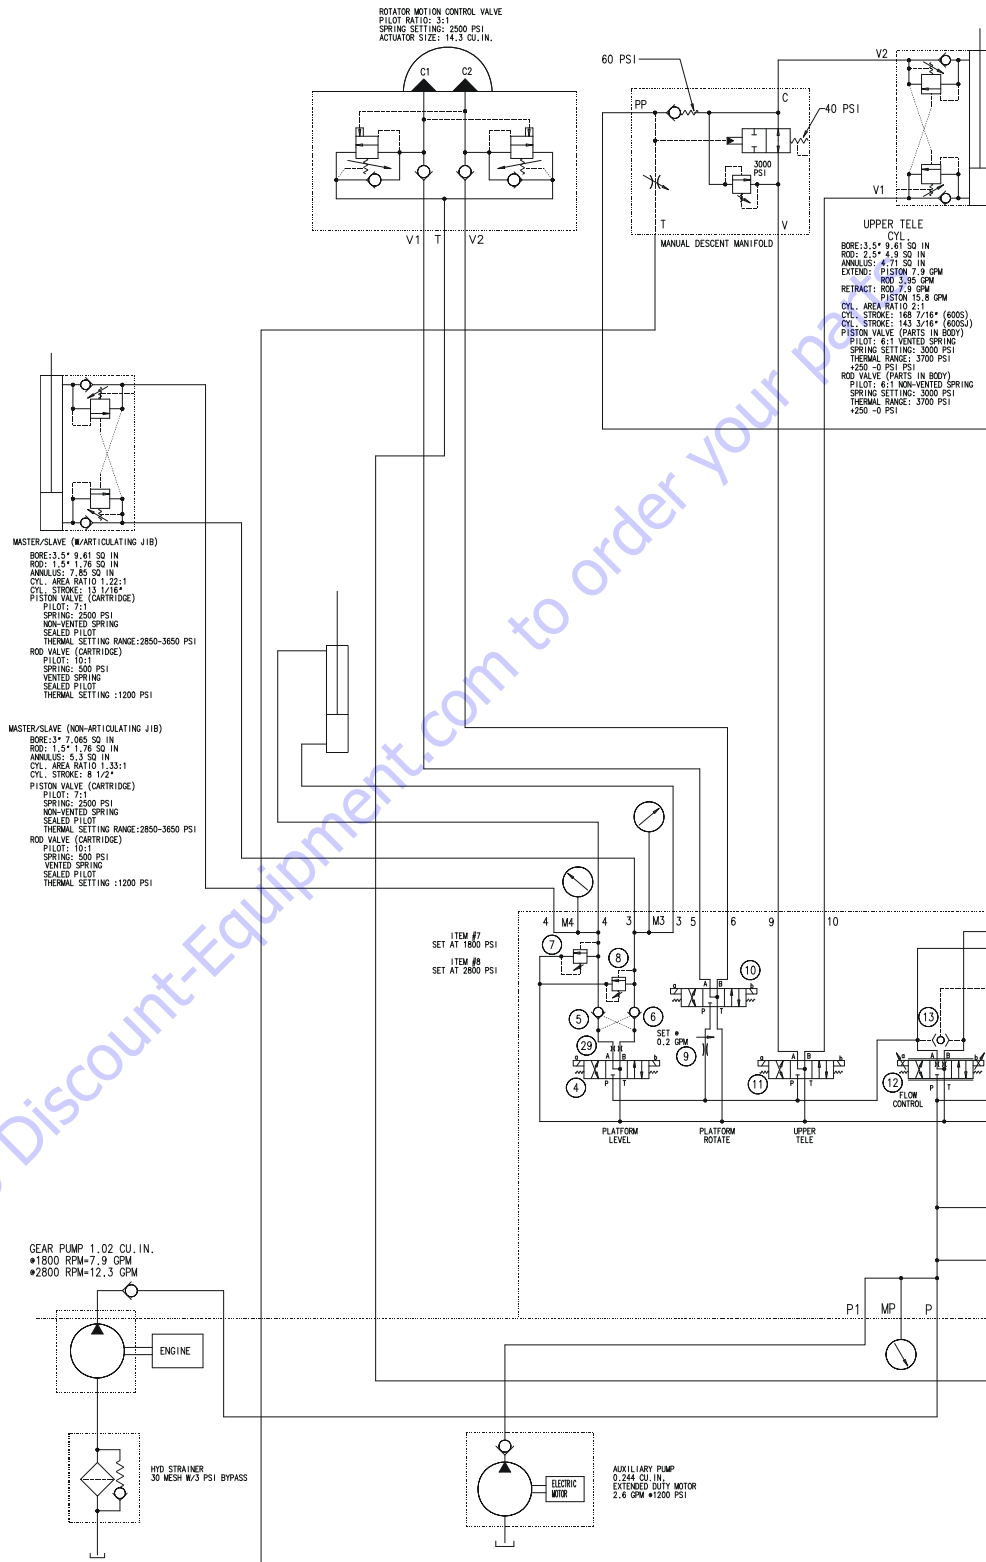 ROTATOR MOTION CONTROL VALVE
PILOT RATIO: 3:1
SPRING SETTING: 2500 PSI
ACTUATOR SIZE: 14.3 CU.IN.
C1
C2
V1
T
V2
60 PSI
PP
C
40 PSI
3000
PSI
T
V
MANUAL DESCENT MANIFOLD
V2
V1
UPPER TELE
CYL.
BORE:3.5" 9.61 SQ IN
ROD: 2.5" 4.9 SQ IN
ANNULUS: 4.71 SQ IN
EXTEND: PISTON 7.9 GPM
ROD 3.95 GPM
RETRACT: ROD 7.9 GPM
PISTON 15.8 GPM
CYL. AREA RATIO 2:1
CYL. STROKE: 168 7/16" (600S)
CYL. STROKE: 143 3/16" (600SJ)
PISTON VALVE (PARTS IN BODY)
PILOT: 6:1 VENTED SPRING
SPRING SETTING: 3000 PSI
THERMAL RANGE: 3700 PSI
+250 -0 PSI PSI
ROD VALVE (PARTS IN BODY)
PILOT: 6:1 NON-VENTED SPRING
SPRING SETTING: 3000 PSI
THERMAL RANGE: 3700 PSI
+250 -0 PSI
MASTER/SLAVE (W/ARTICULATING JIB)
BORE:3.5" 9.61 SQ IN
ROD: 1.5" 1.76 SQ IN
ANNULUS: 7.85 SQ IN
CYL. AREA RATIO 1.22:1
CYL. STROKE: 13 1/16"
PISTON VALVE (CARTRIDGE)
PILOT: 7:1
SPRING: 2500 PSI
NON-VENTED SPRING
SEALED PILOT
THERMAL SETTING RANGE:2850-3650 PSI
ROD VALVE (CARTRIDGE)
PILOT: 10:1
SPRING: 500 PSI
VENTED SPRING
SEALED PILOT
THERMAL SETTING :1200 PSI
MASTER/SLAVE (NON-ARTICULATING JIB)
BORE:3" 7.065 SQ IN
ROD: 1.5" 1.76 SQ IN
ANNULUS: 5.3 SQ IN
CYL. AREA RATIO 1.33:1
CYL. STROKE: 8 1/2"
PISTON VALVE (CARTRIDGE)
PILOT: 7:1
SPRING: 2500 PSI
NON-VENTED SPRING
SEALED PILOT
THERMAL SETTING RANGE:2850-3650 PSI
ROD VALVE (CARTRIDGE)
PILOT: 10:1
SPRING: 500 PSI
VENTED SPRING
SEALED PILOT
THERMAL SETTING :1200 PSI
4 M4 4 3 M3 3 5 6 9 10
ITEM #7
SET AT 1800 PSI
ITEM #8
SET AT 2800 PSI
7
8
10
a A B b
P T
5
6
SET @
0.2 GPM
9
13
29
a A B b
4
P T
a A B b
11
P T
a A B
12
P T
FLOW
CONTROL
PLATFORM
LEVEL
PLATFORM
ROTATE
UPPER
TELE
GEAR PUMP 1.02 CU.IN.
@1800 RPM=7.9 GPM
@2800 RPM=12.3 GPM
P1 MP P
ENGINE
HYD STRAINER
30 MESH W/3 PSI BYPASS
ELECTRIC
MOTOR
AUXILIARY PUMP
0.244 CU.IN.
EXTENDED DUTY MOTOR
2.6 GPM @1200 PSI
Discount-Equipment.com to order your parts